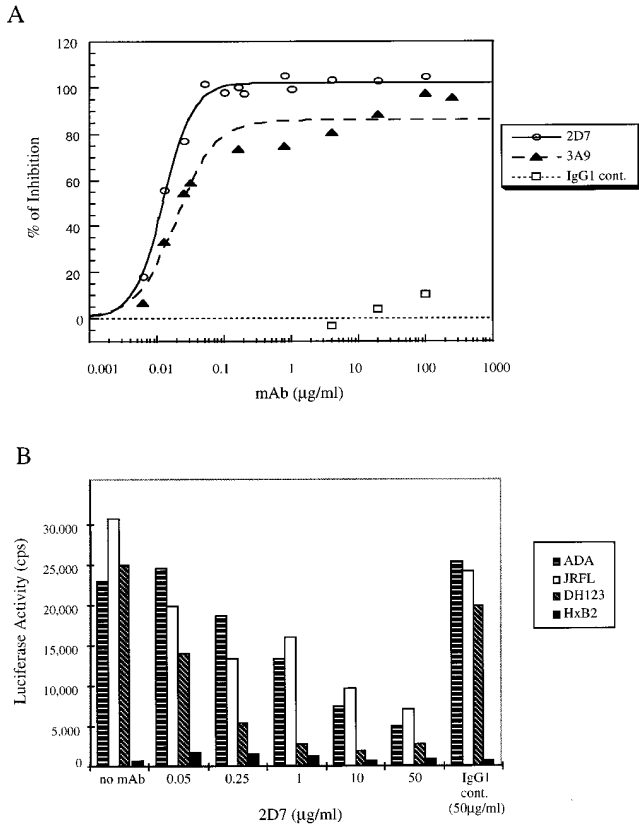 A
120
100
80
60
40
20
0
% of Inhibition
0.001 0.01 0.1 1 10 100 1000
mAb (µg/ml)
2D7
3A9
IgG1 cont.
B
30,000
25,000
20,000
15,000
10,000
5,000
0
Luciferase Activity (cps)
no mAb 0.05 0.25 1 10 50 IgG1
cont.
(50µg/ml)
2D7 (µg/ml)
ADA
JRFL
DH123
HxB2